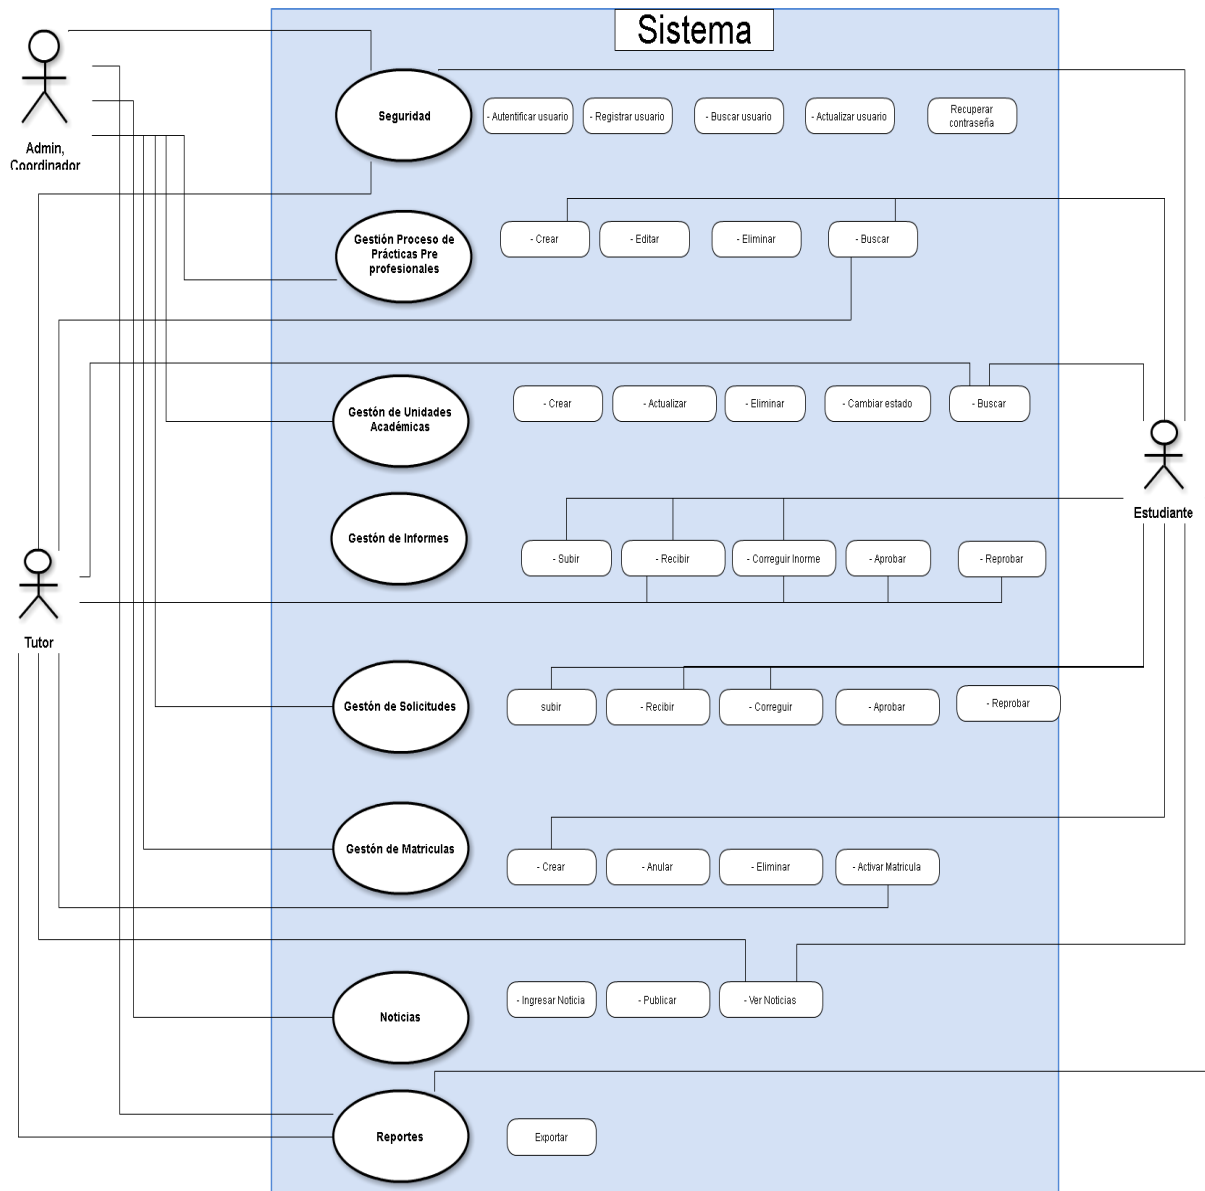 Sistema
Admin,
Coordinador
Seguridad
- Autentificar usuario
- Registrar usuario
- Buscar usuario
- Actualizar usuario
Recuperar
contraseña
Gestión Proceso de
Prácticas Pre
profesionales
- Crear
- Editar
- Eliminar
- Buscar
Gestón de Unidades
Académicas
- Crear
- Actualizar
- Eliminar
- Cambiar estado
- Buscar
Estudiante
Gestón de Informes
- Subir
- Recibir
- Correguir Inorme
- Aprobar
- Reprobar
Tutor
Gestón de Solicitudes
subir
- Recibir
- Correguir
- Aprobar
- Reprobar
Gestón de Matriculas
- Crear
- Anular
- Eliminar
- Activar Matricula
Noticias
- Ingresar Noticia
- Publicar
- Ver Noticias
Reportes
Exportar